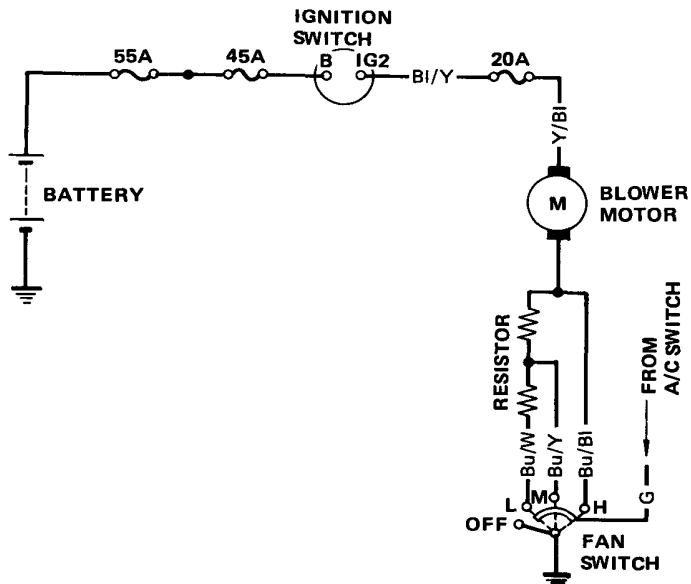 IGNITION
SWITCH
55A
45A
B
IG2
20A
Bl/Y
Y/Bl
BATTERY
M
BLOWER
MOTOR
RESISTOR
FROM
A/C SWITCH
Bu/W
Bu/Y
Bu/Bl
G
L
M
H
OFF
FAN
SWITCH